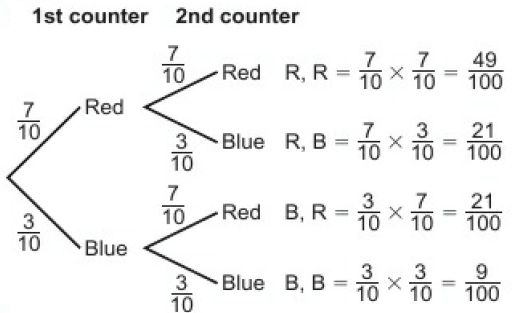 1st counter 2nd counter
7/10 Red R, R = 7/10 × 7/10 = 49/100
7/10 Red
3/10 Blue R, B = 7/10 × 3/10 = 21/100
7/10 Red B, R = 3/10 × 7/10 = 21/100
3/10 Blue
3/10 Blue B, B = 3/10 × 3/10 = 9/100